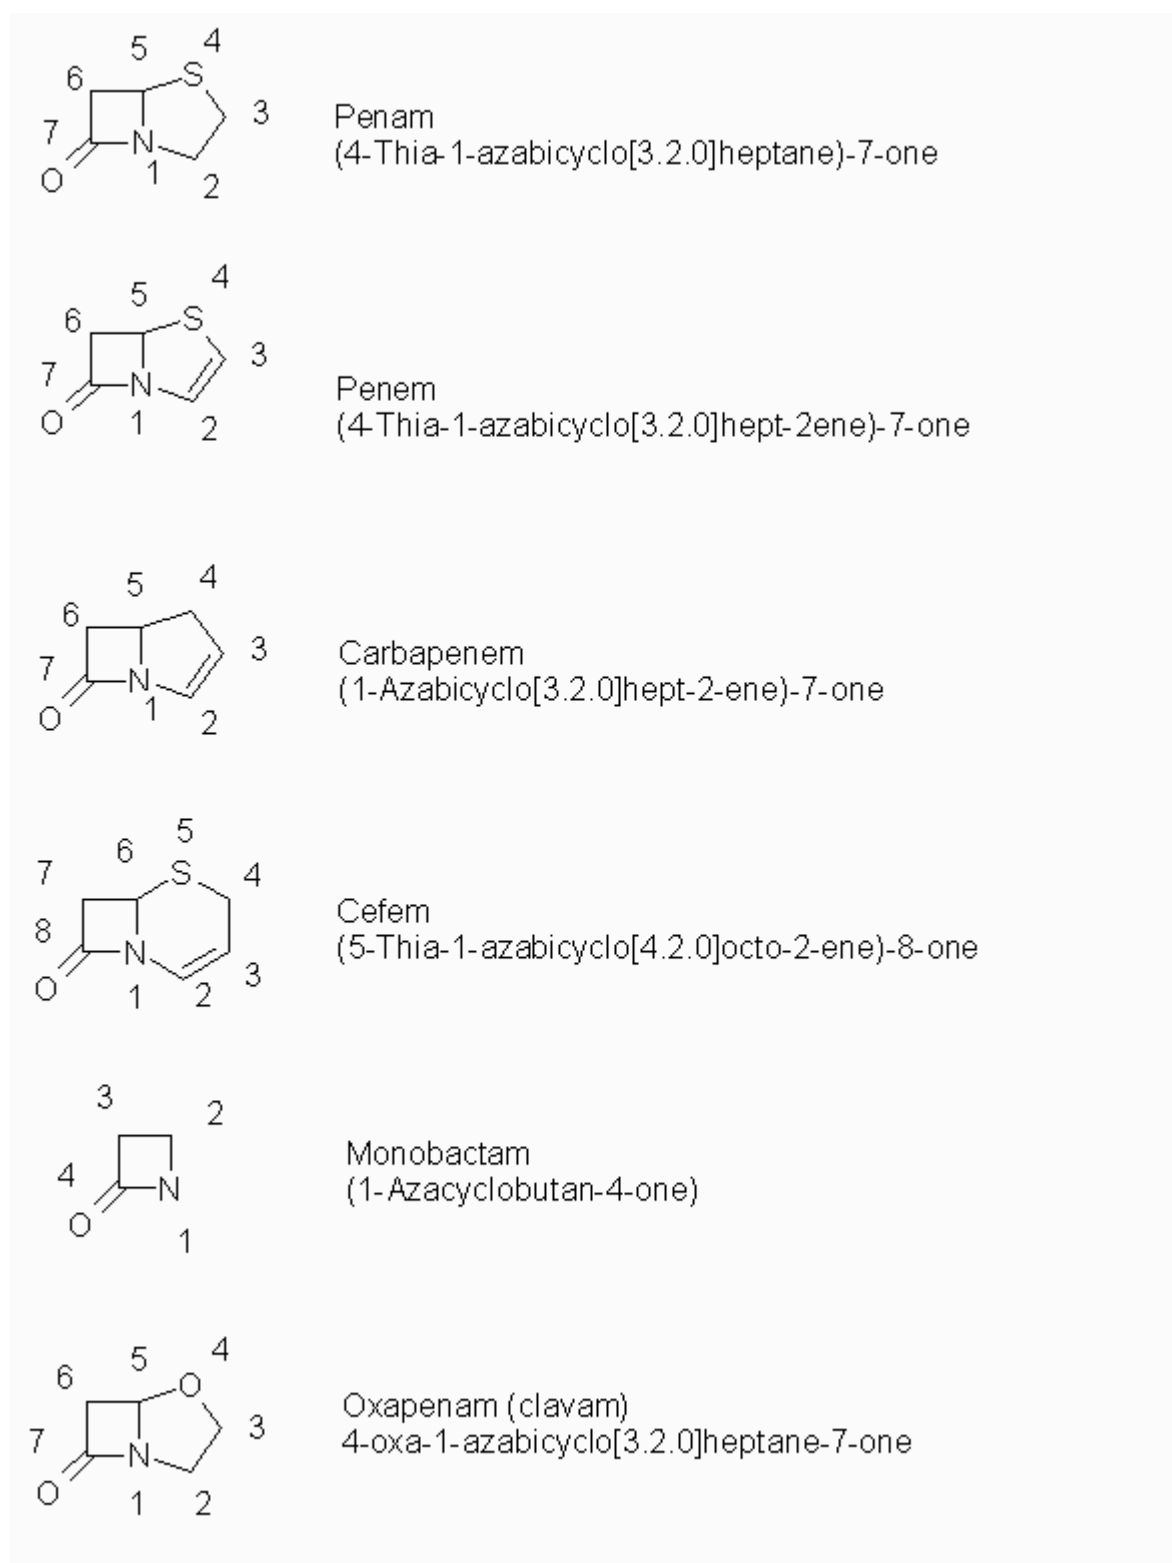 5 4
6 S
3
7 N
O 1 2
Penam
(4-Thia-1-azabicyclo[3.2.0]heptane)-7-one
4
5
6 S
3
7 N
O 1 2
Penem
(4-Thia-1-azabicyclo[3.2.0]hept-2ene)-7-one
5 4
6
3
7 N
O 1 2
Carbapenem
(1-Azabicyclo[3.2.0]hept-2-ene)-7-one
5
6
7 S 4
8 N
3
O 1 2
Cefem
(5-Thia-1-azabicyclo[4.2.0]octo-2-ene)-8-one
3 2
4 N
O 1
Monobactam
(1-Azacyclobutan-4-one)
5 4
6 O
3
7 N
O 1 2
Oxapenam (clavam)
4-oxa-1-azabicyclo[3.2.0]heptane-7-one